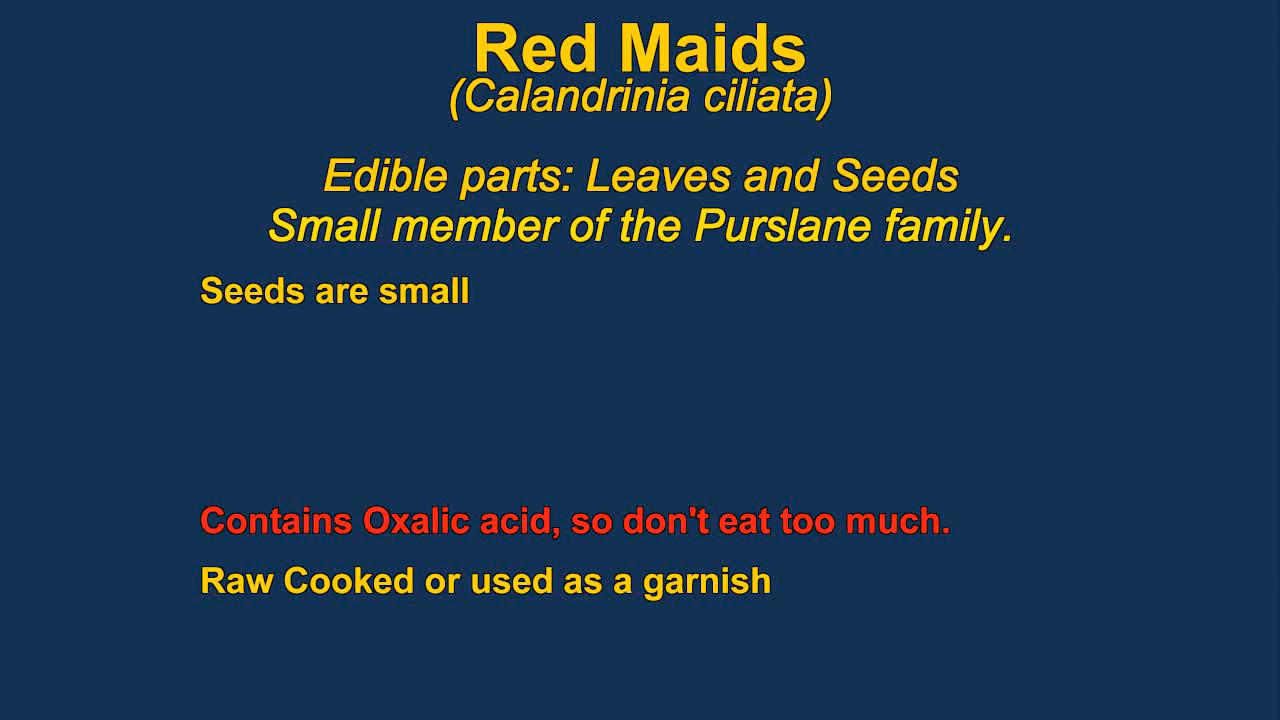 Red Maids
(Calandrinia ciliata)
Edible parts: Leaves and Seeds
Small member of the Purslane family.
Seeds are small
Contains Oxalic acid, so don't eat too much.
Raw Cooked or used as a garnish